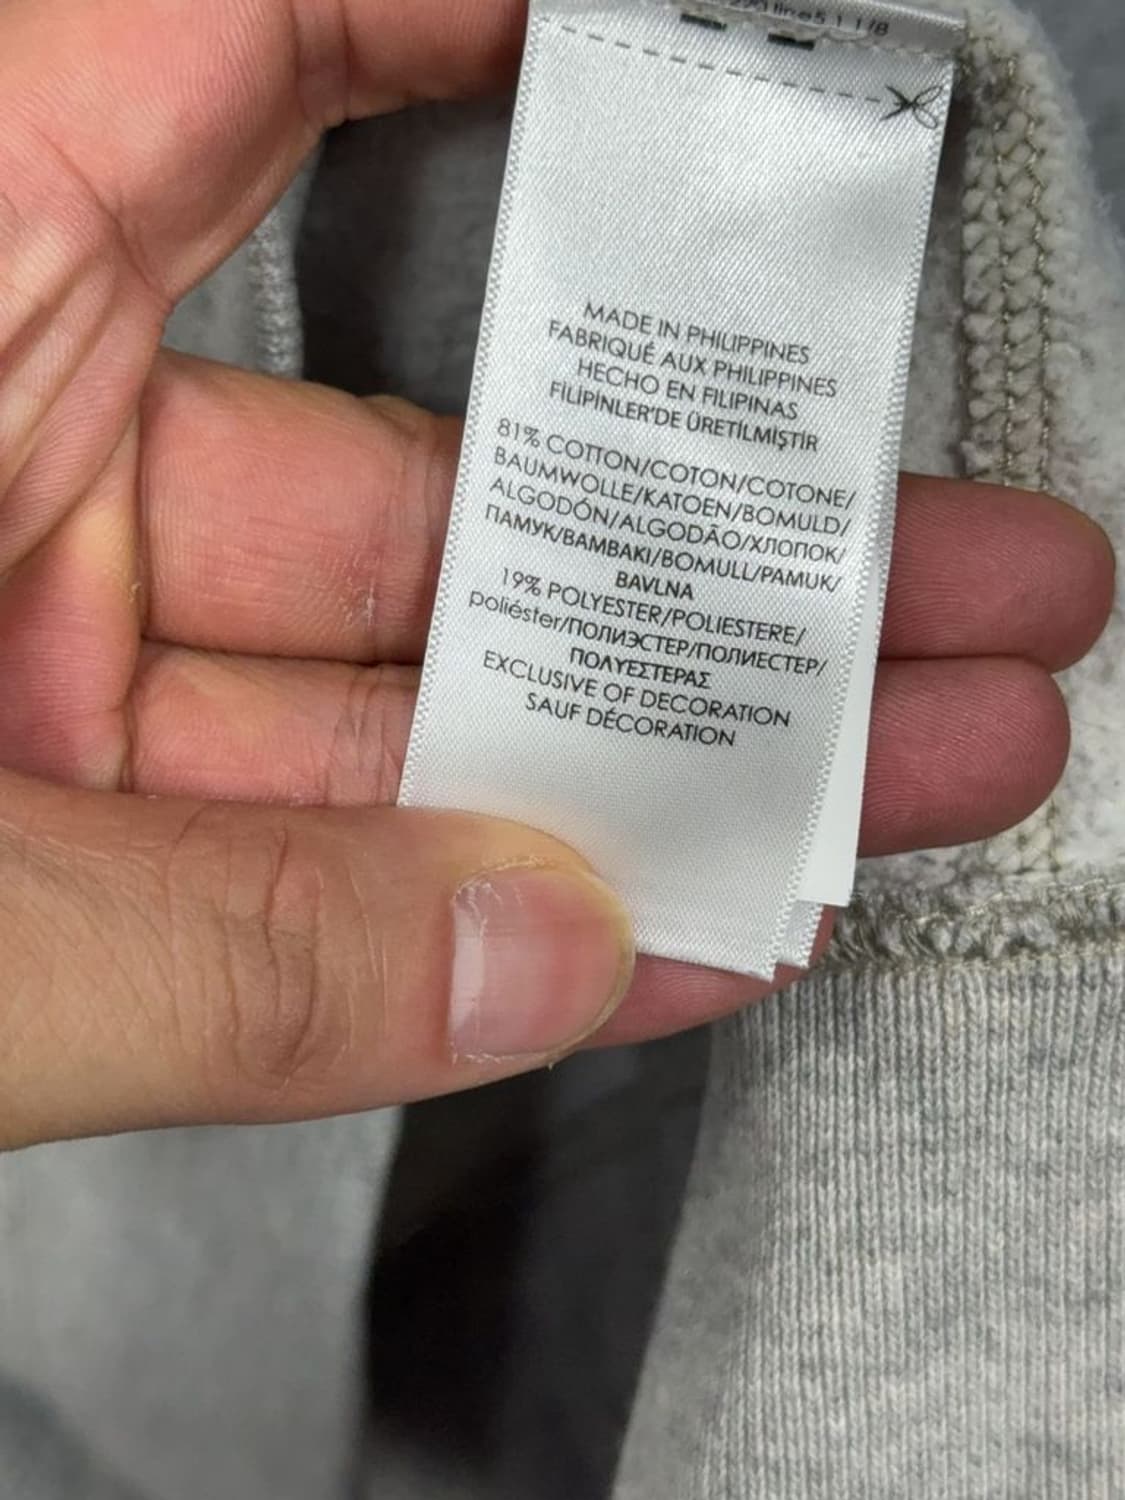 MADE IN PHILIPPINES
FABRIQUÉ AUX PHILIPPINES
HECHO EN FILIPINAS
FİLİPİNLER'DE ÜRETİLMİŞTİR
81% COTTON/COTON/COTONE/
BAUMWOLLE/KATOEN/BOMULD/
ALGODÓN/ALGODÃO/ХЛОПОК/
ПАМУК/ΒΑΜΒΑΚΙ/BOMULL/PAMUK/
BAVLNA
19% POLYESTER/POLIESTERE/
poliéster/ПОЛИЭСТЕР/ПОЛИЕСТЕР/
ΠΟΛΥΕΣΤΕΡΑΣ
EXCLUSIVE OF DECORATION
SAUF DÉCORATION